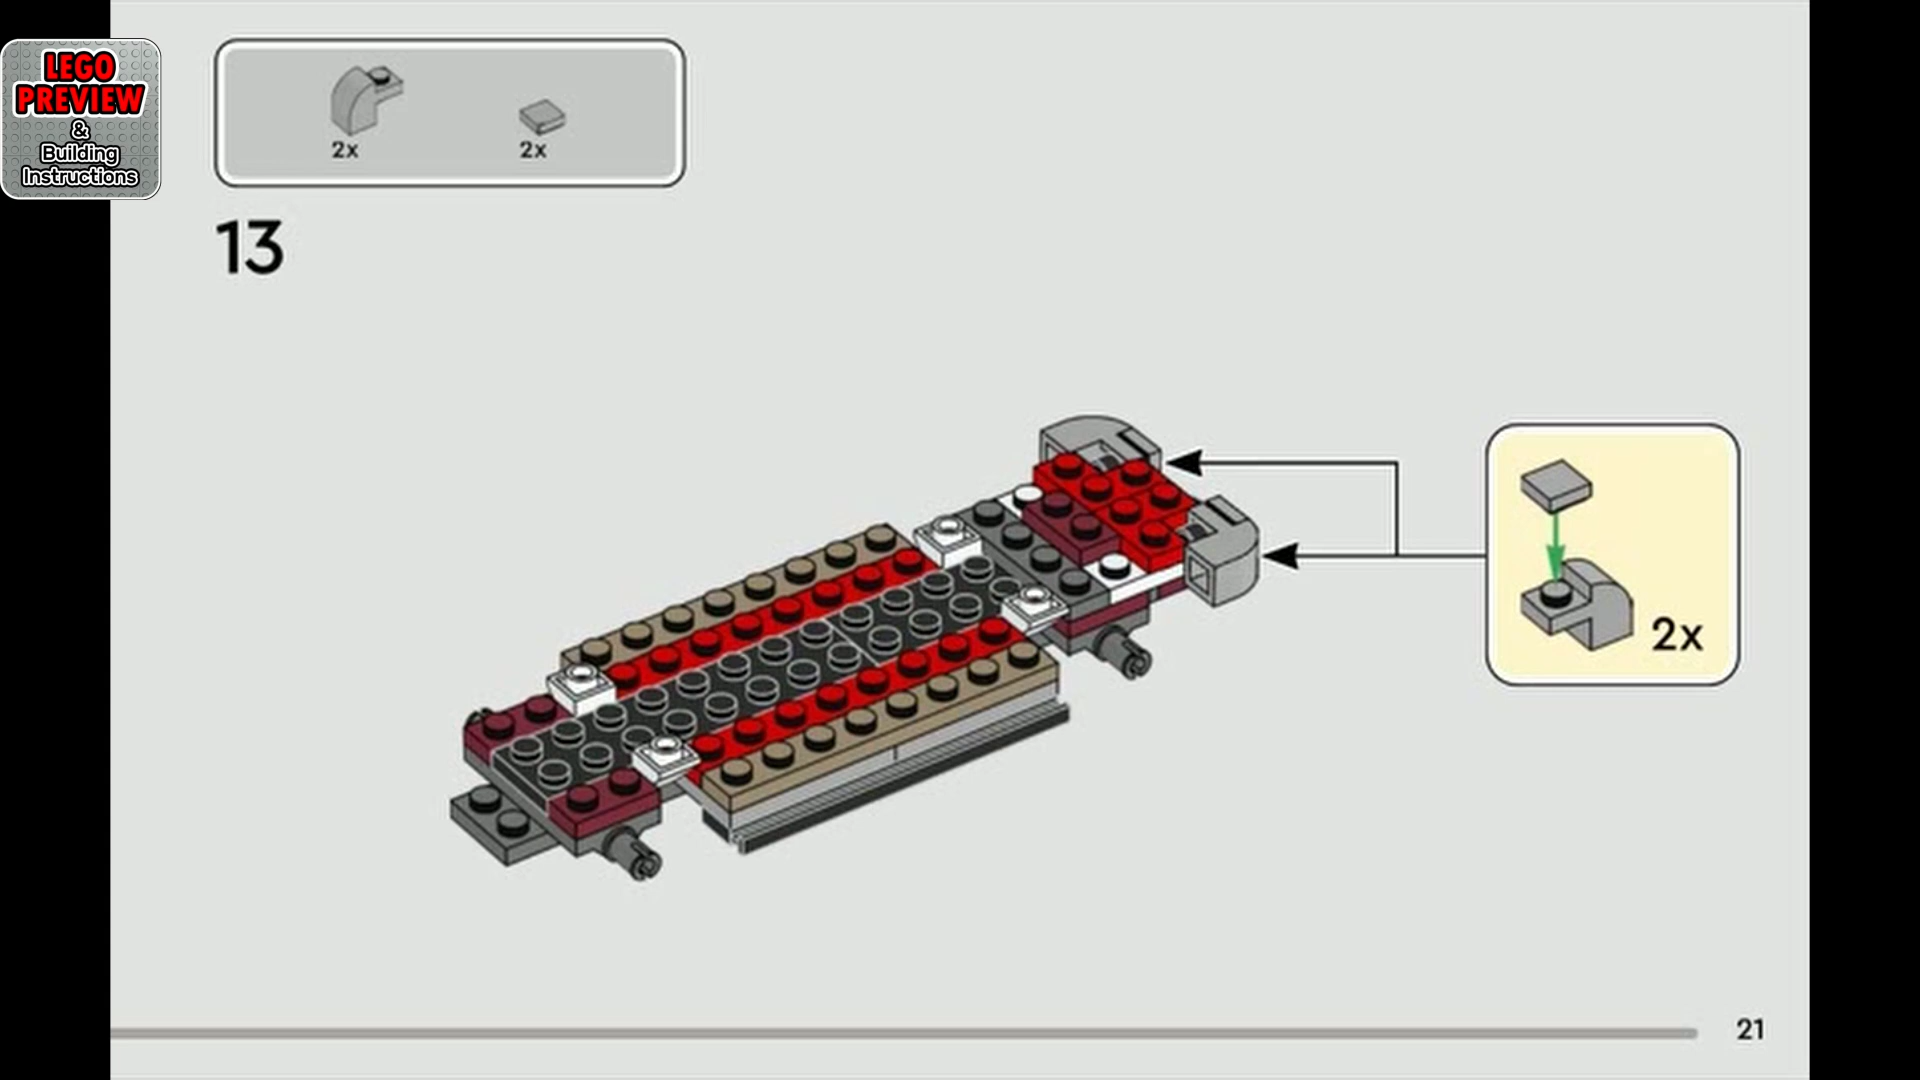 LEGO
PREVIEW
&
Building
Instructions
2x
2x
13
2x
21